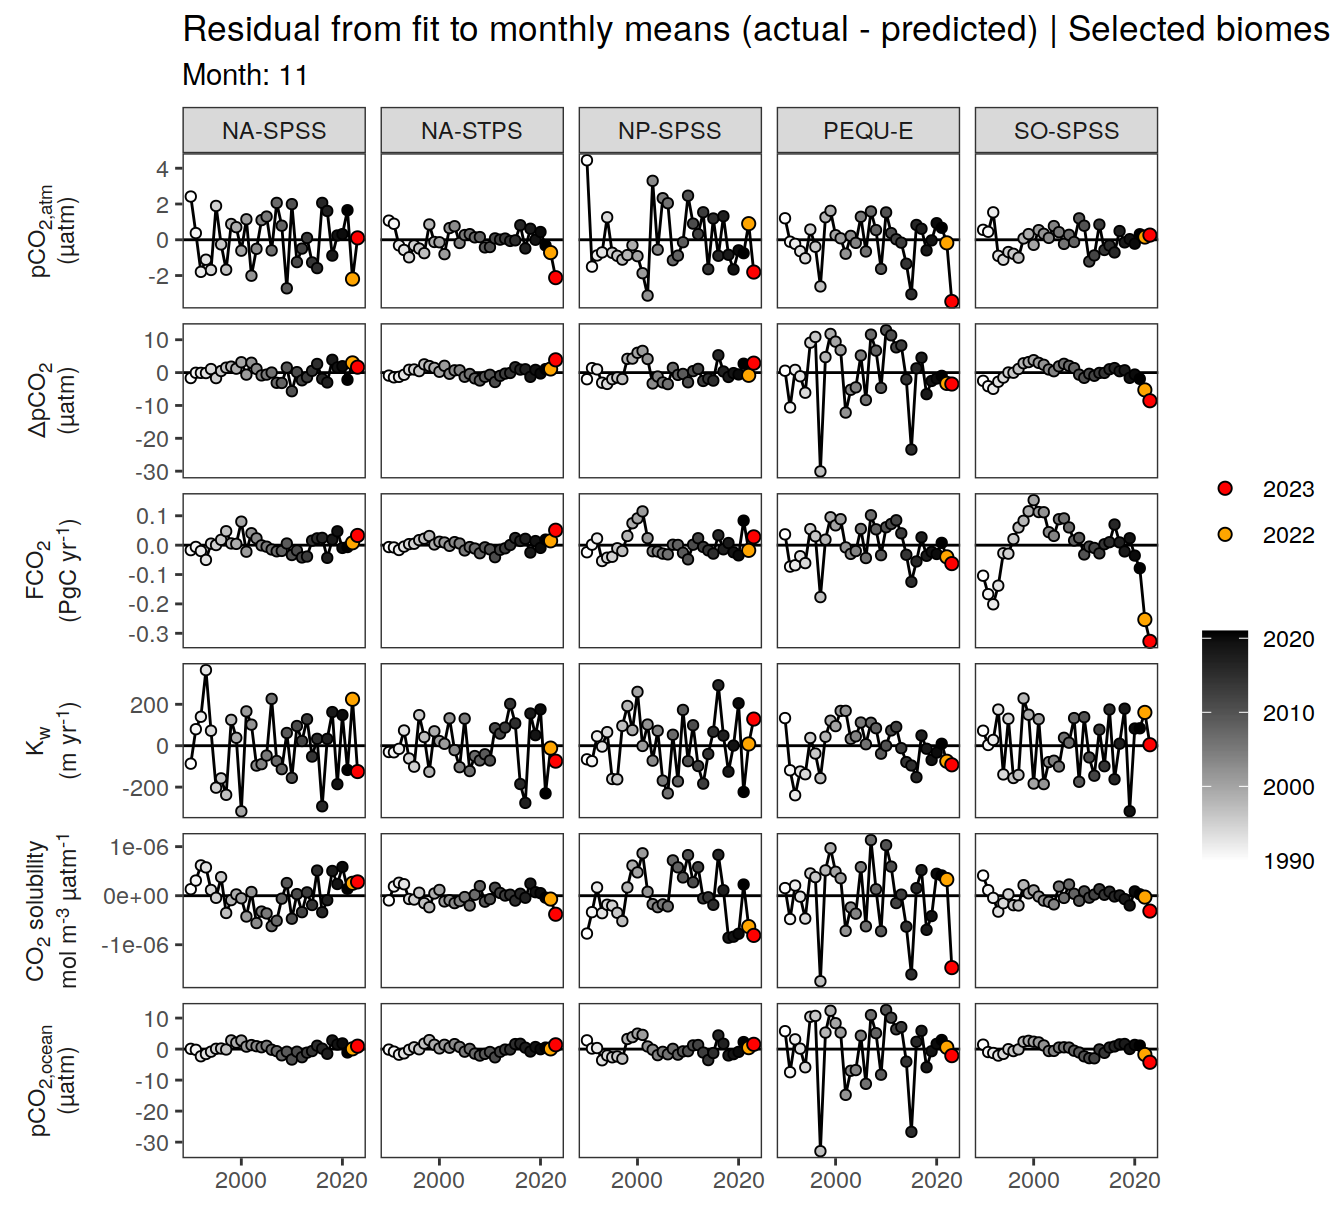 Residual from fit to monthly means (actual - predicted) | Selected biomes
Month: 11
NA-SPSS NA-STPS NP-SPSS PEQU-E SO-SPSS
pCO2,atm
(µatm)
4
2
0
-2
ΔpCO2
(µatm)
10
0
-10
-20
-30
FCO2
(PgC yr-1)
0.1
0.0
-0.1
-0.2
-0.3
Kw
(m yr-1)
200
0
-200
CO2 solubility
mol m-3 µatm-1
1e-06
0e+00
-1e-06
pCO2,ocean
(µatm)
10
0
-10
-20
-30
2000 2020 2000 2020 2000 2020 2000 2020 2000 2020
2023
2022
2020
2010
2000
1990